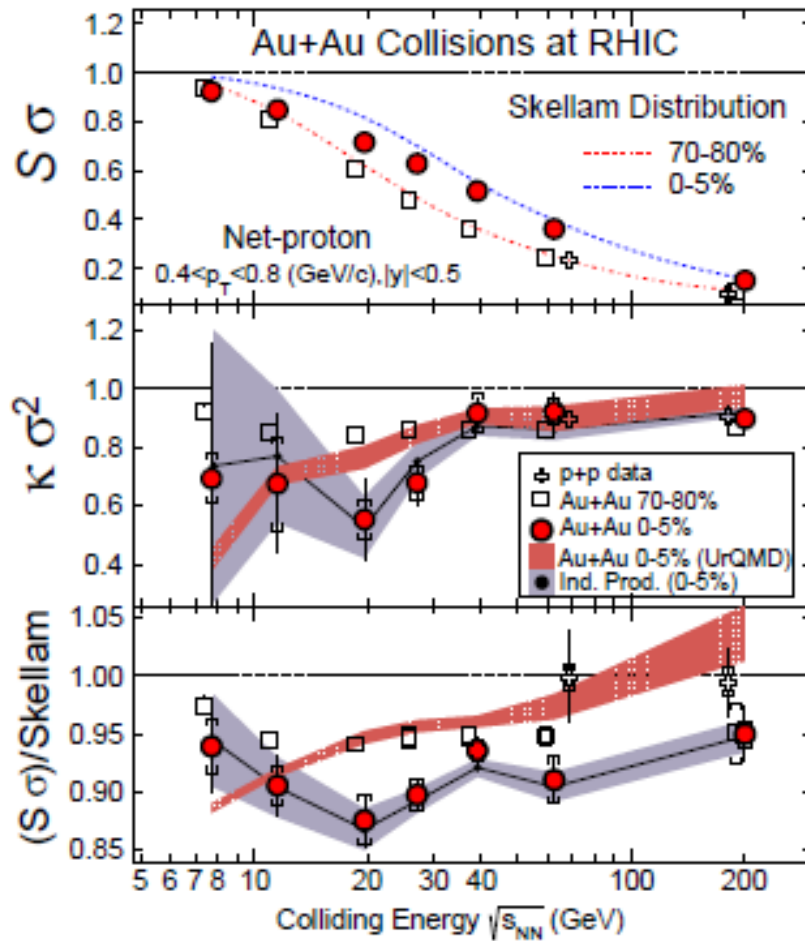 Au+Au Collisions at RHIC
Skellam Distribution
70-80%
0-5%
Net-proton
0.4<p_T<0.8 (GeV/c),|y|<0.5
S σ
1.2
1.0
0.8
0.6
0.4
0.2
κ σ²
1.2
1.0
0.8
0.6
0.4
p+p data
Au+Au 70-80%
Au+Au 0-5%
Au+Au 0-5% (UrQMD)
Ind. Prod. (0-5%)
(S σ)/Skellam
1.05
1.00
0.95
0.90
0.85
5 6 7 8 10 20 30 40 100 200
Colliding Energy √s_NN (GeV)